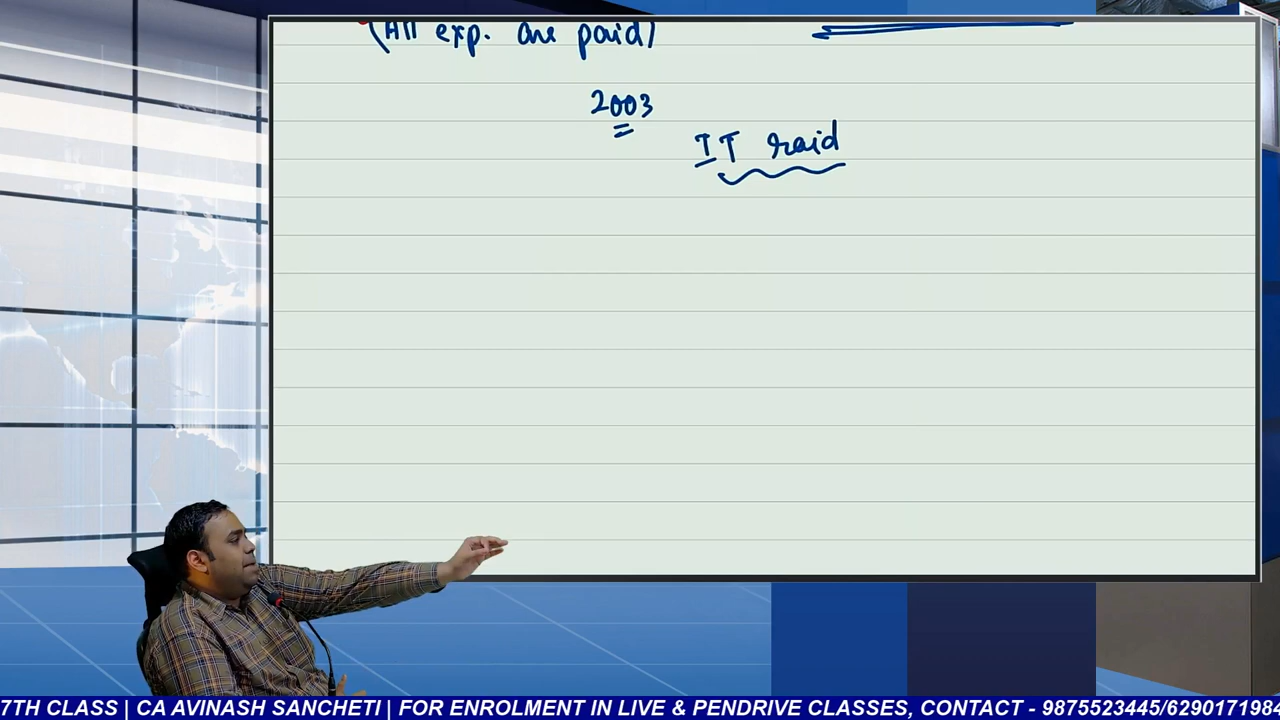 (All exp. are paid)
2003
IT raid
7TH CLASS | CA AVINASH SANCHETI | FOR ENROLMENT IN LIVE & PENDRIVE CLASSES, CONTACT - 9875523445/6290171984